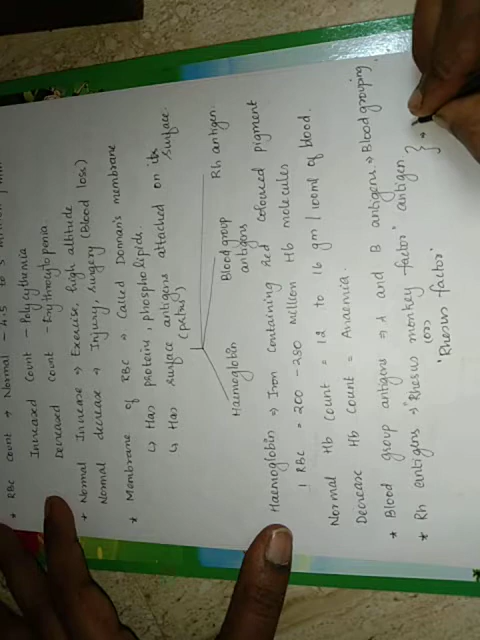 * RBC count → Normal - 4.5 to 5 million / mm
Increased count - Polycythemia
Decreased count - Erythrocytopenia
* Normal Increase → Exercise, high altitude
Normal decrease → Injury, surgery (Blood loss)
* Membrane of RBC → Called Donnan's membrane
↳ Has proteins, phospholipids.
↳ Has surface antigens attached on its surface.
Haemoglobin
Blood group antigens
Rh antigen.
Haemoglobin ⇒ Iron containing Red coloured pigment
1 RBC = 200 - 280 million Hb molecules
Normal Hb count = 12 to 16 gm / 100ml of blood.
Decrease Hb count = Anaemia.
* Blood group antigens ⇒ A and B antigens. → Blood grouping.
* Rh antigens → 'Rhesus monkey factor' antigen } →
(or)
'Rhesus factor'